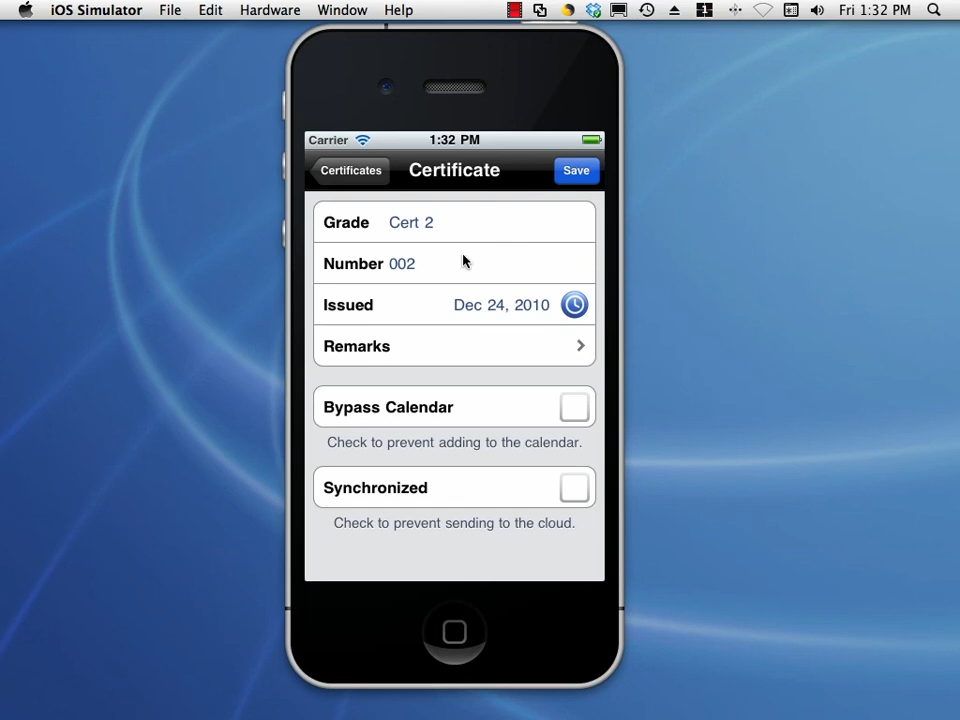 iOS Simulator File Edit Hardware Window Help 1 Fri 1:32 PM
Carrier 1:32 PM
Certificates Certificate Save
Grade Cert 2
Number 002
Issued Dec 24, 2010
Remarks
Bypass Calendar
Check to prevent adding to the calendar.
Synchronized
Check to prevent sending to the cloud.